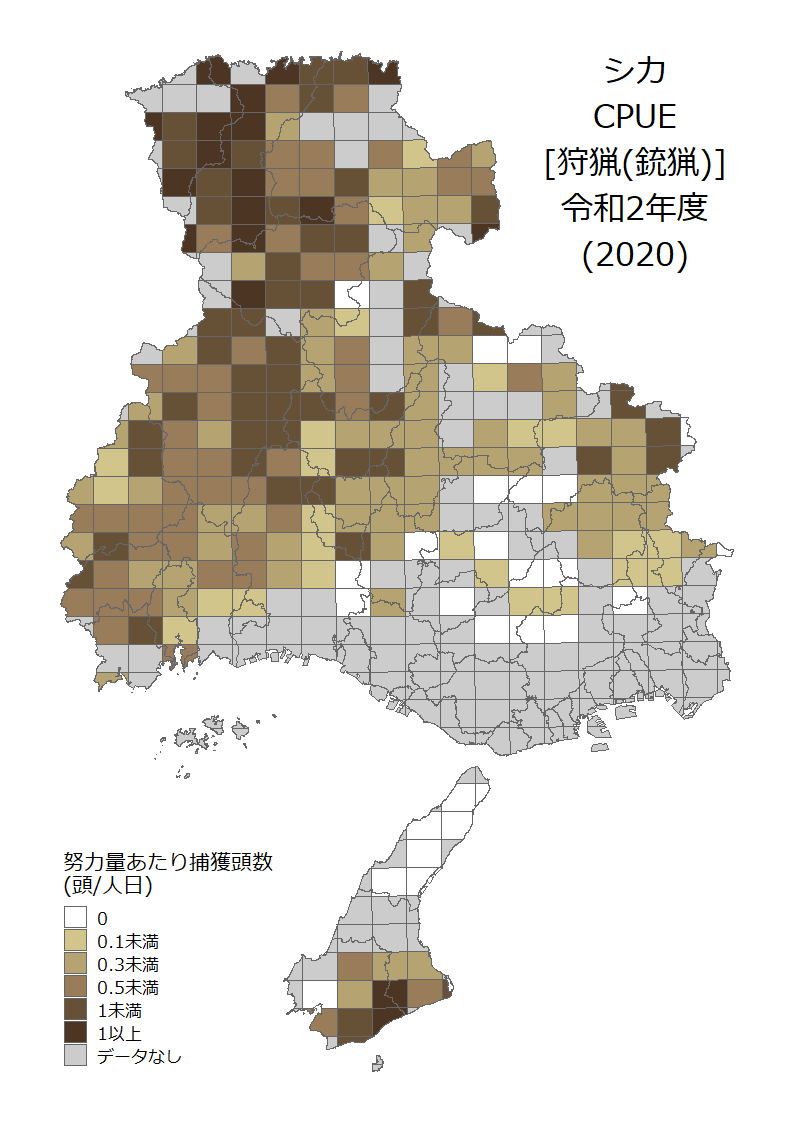 シカ
CPUE
[狩猟(銃猟)]
令和2年度
(2020)
努力量あたり捕獲頭数
(頭/人日)
0
0.1未満
0.3未満
0.5未満
1未満
1以上
データなし